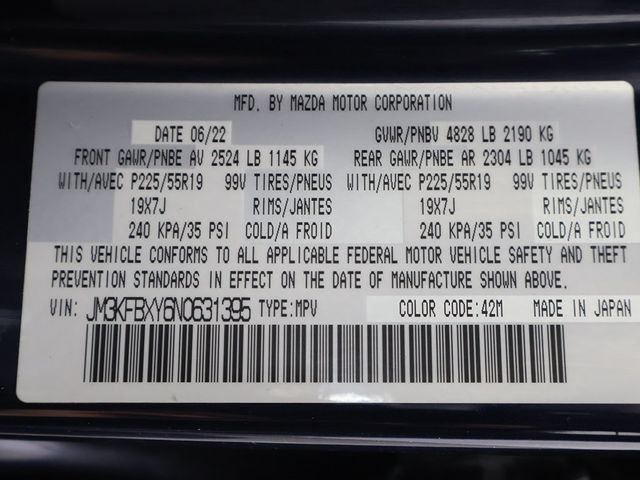 MFD. BY MAZDA MOTOR CORPORATION
DATE 06/22 GVWR/PNBV 4828 LB 2190 KG
FRONT GAWR/PNBE AV 2524 LB 1145 KG REAR GAWR/PNBE AR 2304 LB 1045 KG
WITH/AVEC P225/55R19 99V TIRES/PNEUS WITH/AVEC P225/55R19 99V TIRES/PNEUS
19X7J RIMS/JANTES 19X7J RIMS/JANTES
240 KPA/35 PSI COLD/A FROID 240 KPA/35 PSI COLD/A FROID
THIS VEHICLE CONFORMS TO ALL APPLICABLE FEDERAL MOTOR VEHICLE SAFETY AND THEFT
PREVENTION STANDARDS IN EFFECT ON THE DATE OF MANUFACTURE SHOWN ABOVE.
VIN: JM3KFBXY6N0631395 TYPE:MPV COLOR CODE:42M MADE IN JAPAN